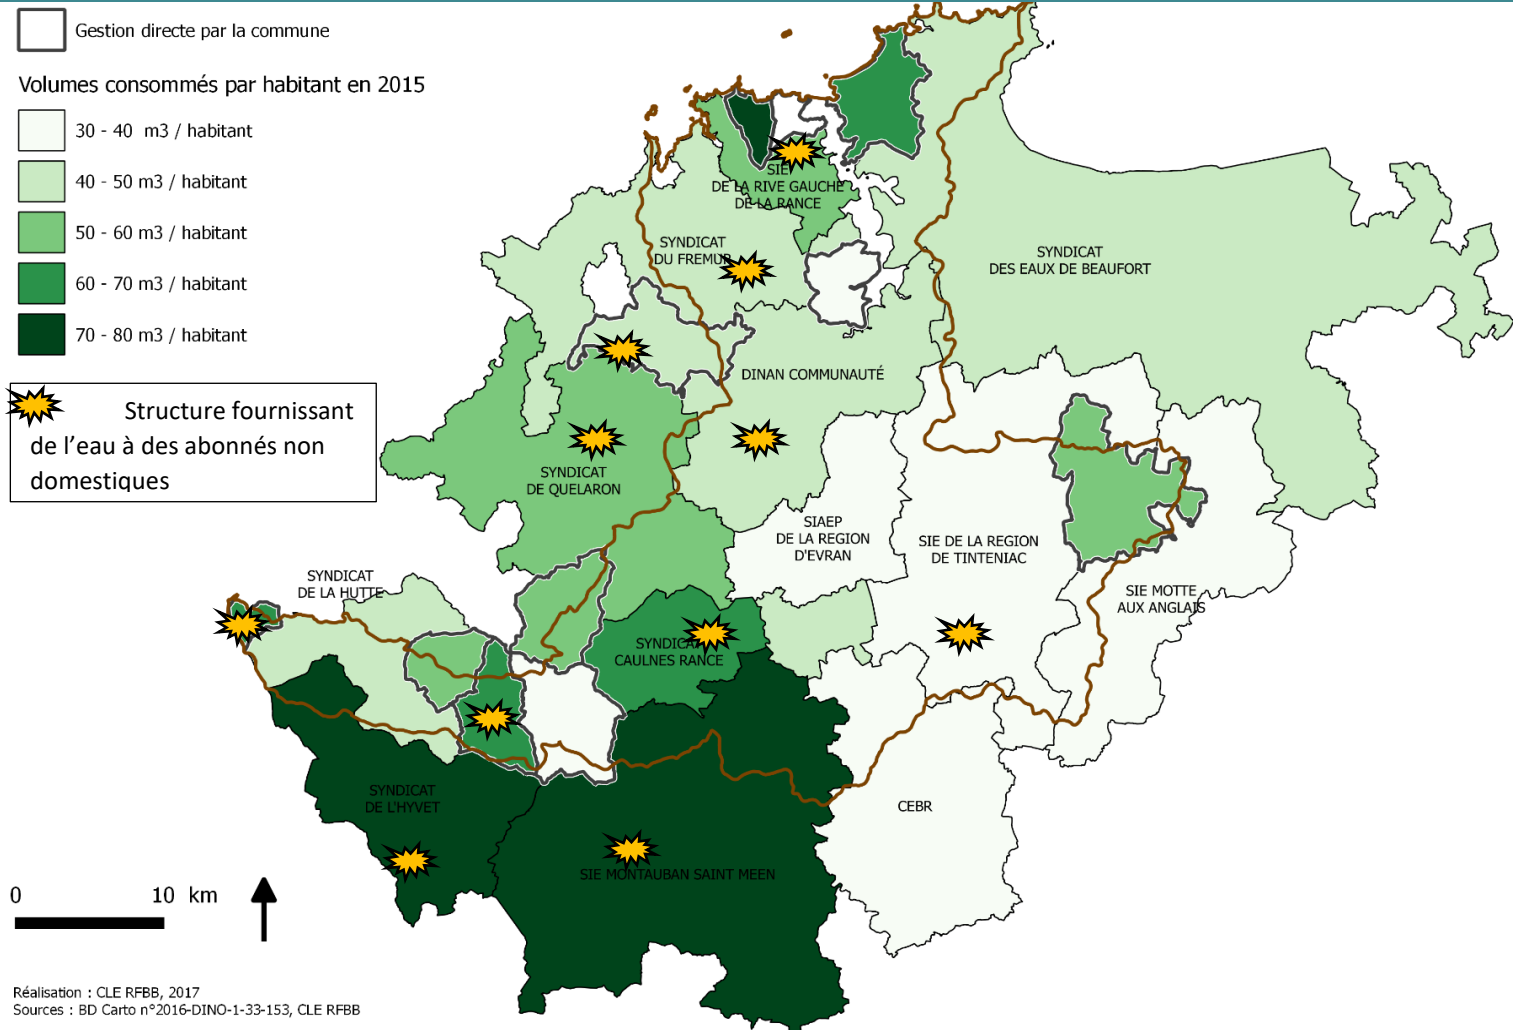 Gestion directe par la commune
Volumes consommés par habitant en 2015
30 - 40 m3 / habitant
40 - 50 m3 / habitant
50 - 60 m3 / habitant
60 - 70 m3 / habitant
70 - 80 m3 / habitant
Structure fournissant
de l’eau à des abonnés non
domestiques
SIE
DE LA RIVE GAUCHE
DE LA RANCE
SYNDICAT
DU FREMUR
SYNDICAT
DES EAUX DE BEAUFORT
DINAN COMMUNAUTÉ
SYNDICAT
DE QUELARON
SIAEP
DE LA REGION
D'EVRAN
SIE DE LA REGION
DE TINTENIAC
SYNDICAT
DE LA HUTTE
SIE MOTTE
AUX ANGLAIS
SYNDICAT
CAULNES RANCE
SYNDICAT
DE L'HYVET
CEBR
SIE MONTAUBAN SAINT MEEN
0 10 km
Réalisation : CLE RFBB, 2017
Sources : BD Carto n°2016-DINO-1-33-153, CLE RFBB